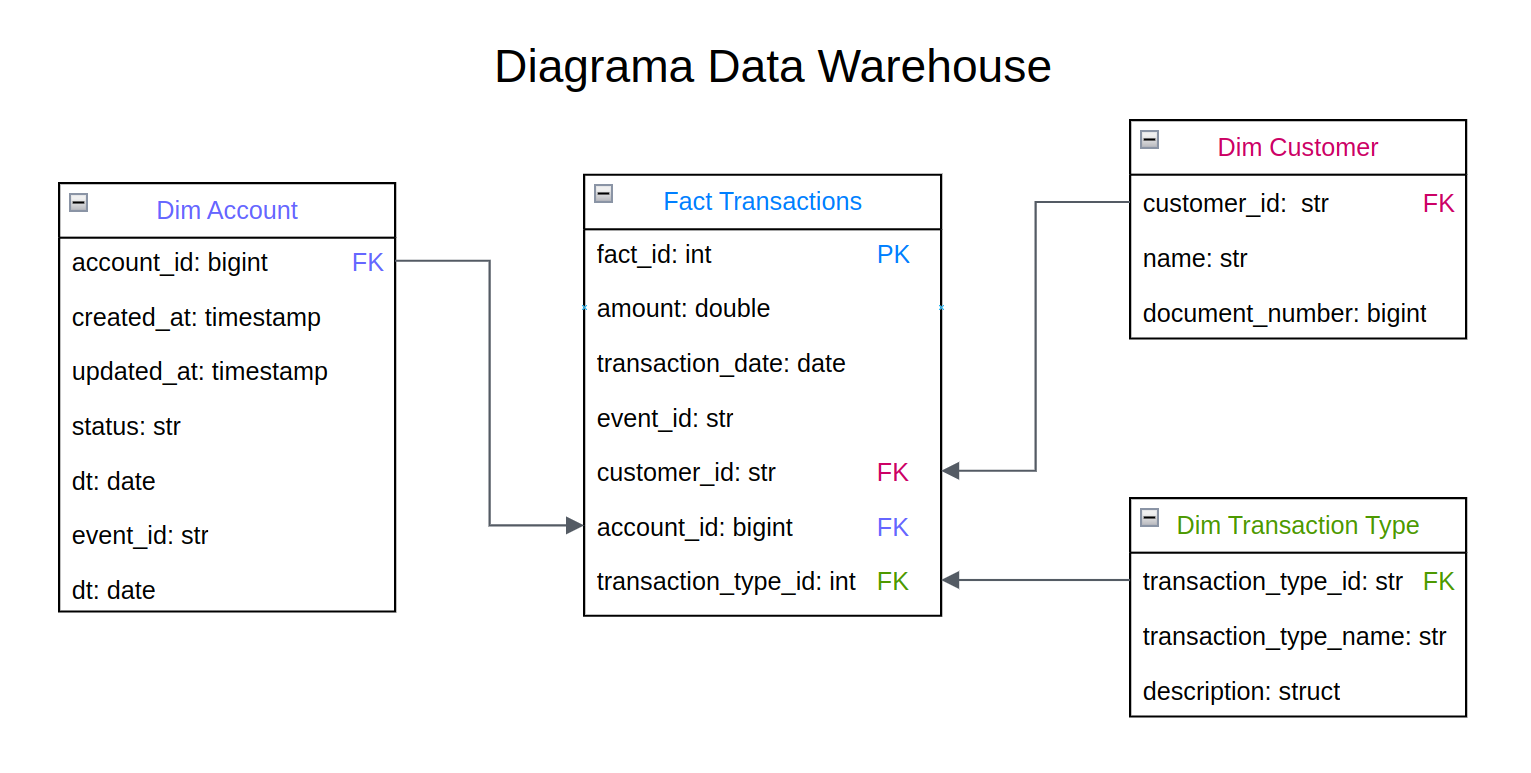 Diagrama Data Warehouse
Dim Account
account_id: bigint FK
created_at: timestamp
updated_at: timestamp
status: str
dt: date
event_id: str
dt: date
Fact Transactions
fact_id: int PK
amount: double
transaction_date: date
event_id: str
customer_id: str FK
account_id: bigint FK
transaction_type_id: int FK
Dim Customer
customer_id: str FK
name: str
document_number: bigint
Dim Transaction Type
transaction_type_id: str FK
transaction_type_name: str
description: struct